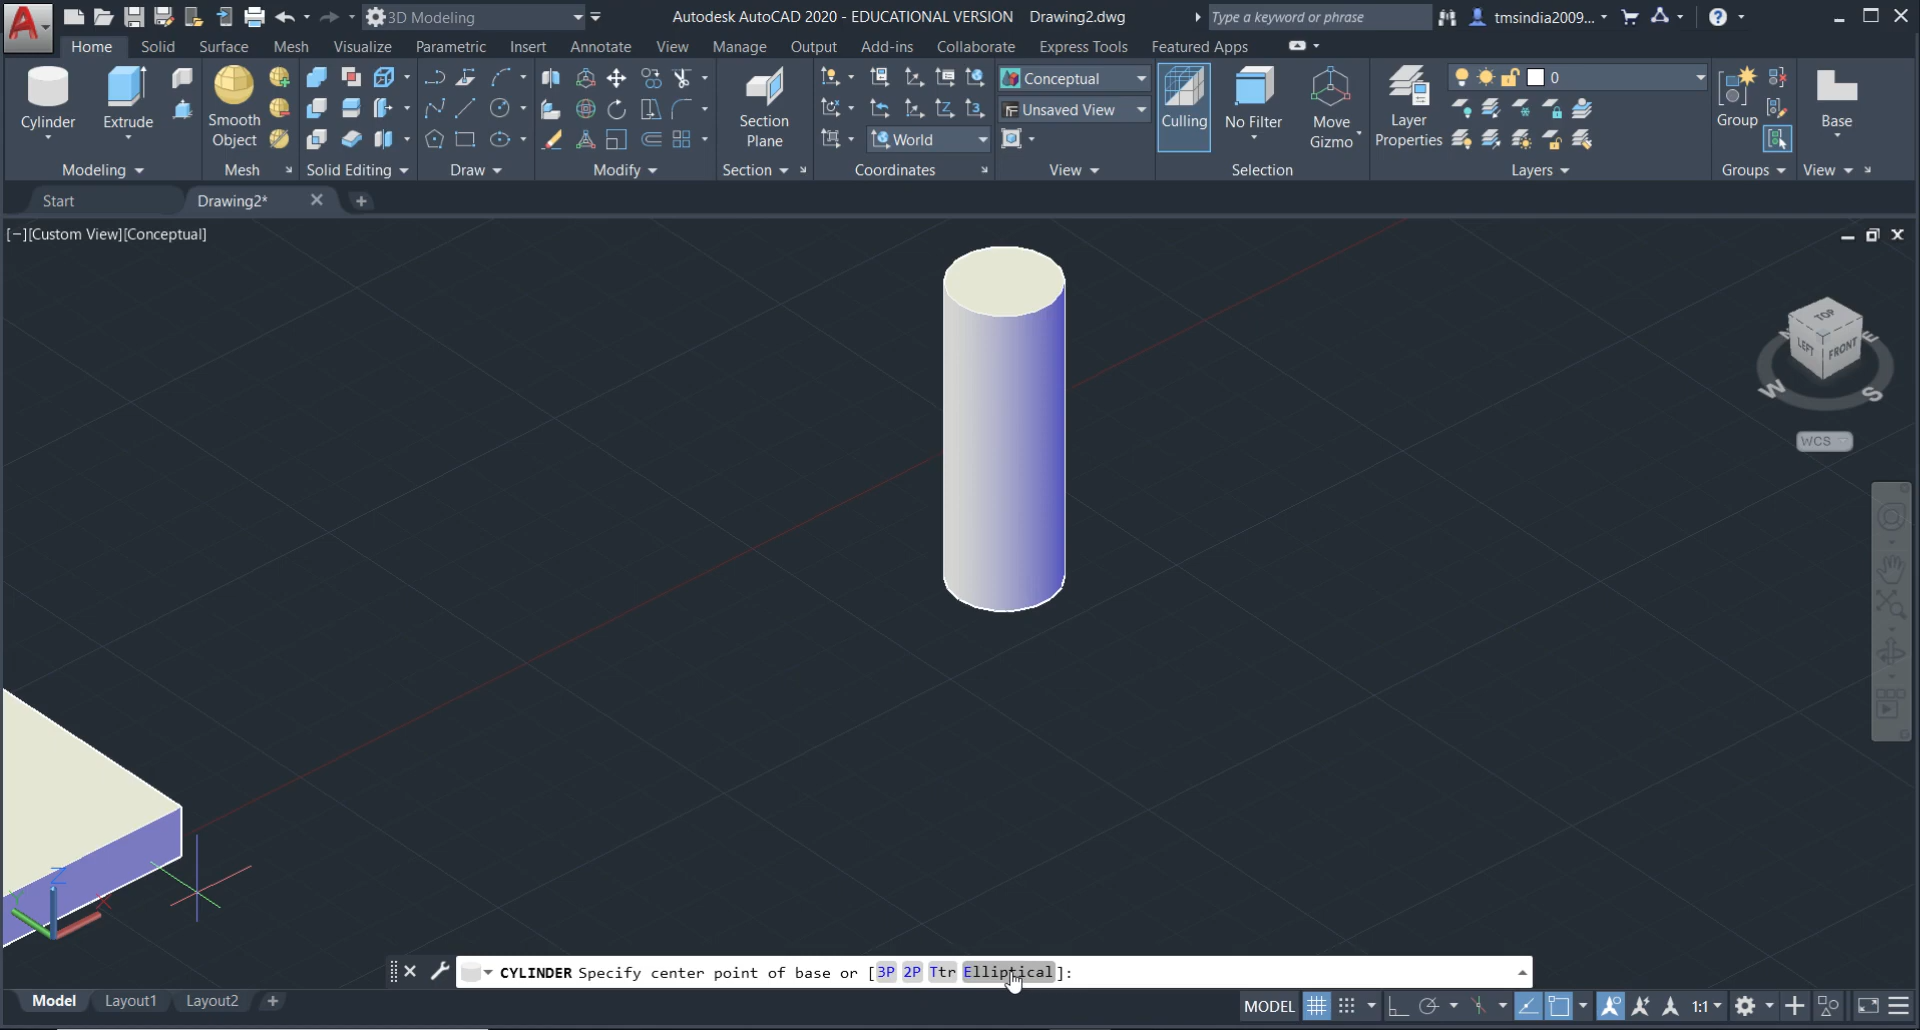 3D Modeling
Autodesk AutoCAD 2020 - EDUCATIONAL VERSION Drawing2.dwg
Type a keyword or phrase
tmsindia2009...
Home Solid Surface Mesh Visualize Parametric Insert Annotate View Manage Output Add-ins Collaborate Express Tools Featured Apps
Conceptual
0
Unsaved View
Cylinder
Extrude
Smooth
Object
Section
Plane
World
Culling
No Filter
Move
Gizmo
Layer
Properties
Group
Base
Modeling Mesh Solid Editing Draw Modify Section Coordinates View Selection Layers Groups View
Start Drawing2*
[−][Custom View][Conceptual]
TOP
LEFT
FRONT
N
E
W
S
WCS
Z
Y
X
CYLINDER Specify center point of base or [3P 2P Ttr Elliptical]:
Model Layout1 Layout2
MODEL
1:1